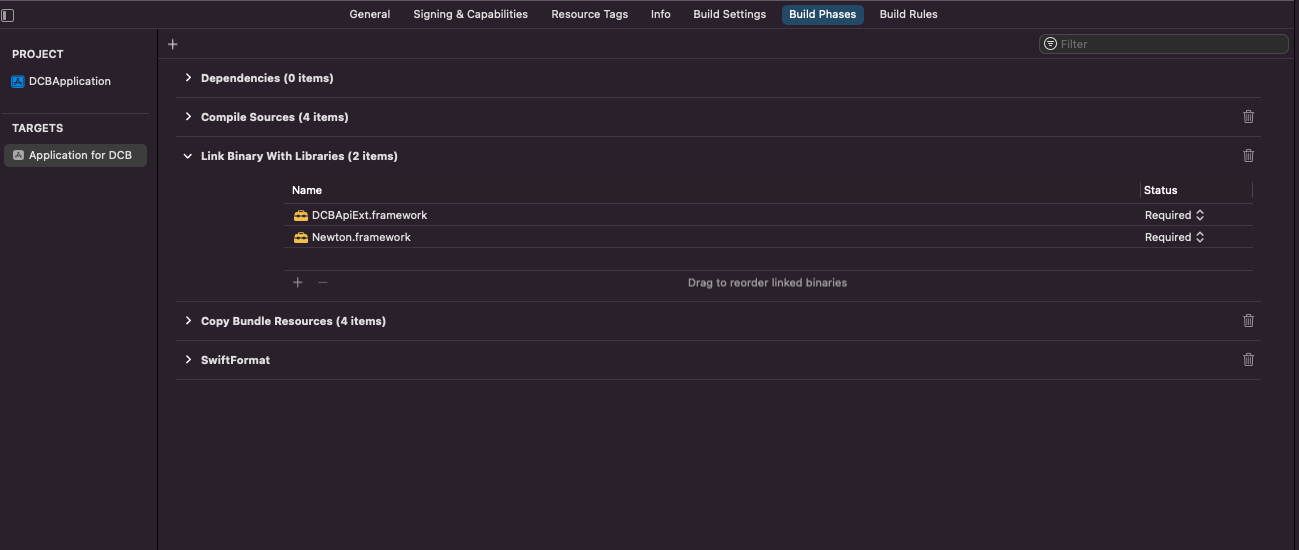 General Signing & Capabilities Resource Tags Info Build Settings Build Phases Build Rules
Filter
PROJECT
DCBApplication
TARGETS
Application for DCB
Dependencies (0 items)
Compile Sources (4 items)
Link Binary With Libraries (2 items)
Name Status
DCBApiExt.framework Required
Newton.framework Required
Drag to reorder linked binaries
Copy Bundle Resources (4 items)
SwiftFormat